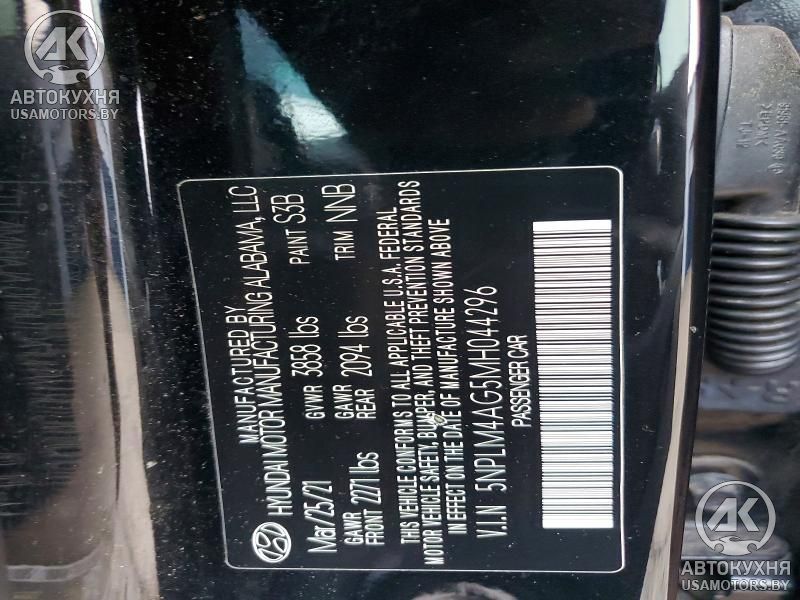 MANUFACTURED BY
HYUNDAI MOTOR MANUFACTURING ALABAMA, LLC
Mar/25/21 GVWR 3858 lbs PAINT S3B
GAWR FRONT 2271 lbs GAWR REAR 2094 lbs TRIM NNB
THIS VEHICLE CONFORMS TO ALL APPLICABLE U.S.A. FEDERAL
MOTOR VEHICLE SAFETY, BUMPER, AND THEFT PREVENTION STANDARDS
IN EFFECT ON THE DATE OF MANUFACTURE SHOWN ABOVE
V.I.N 5NPLM4AG5MH044296
PASSENGER CAR
АК
АВТОКУХНЯ
USAMOTORS.BY
АК
АВТОКУХНЯ
USAMOTORS.BY